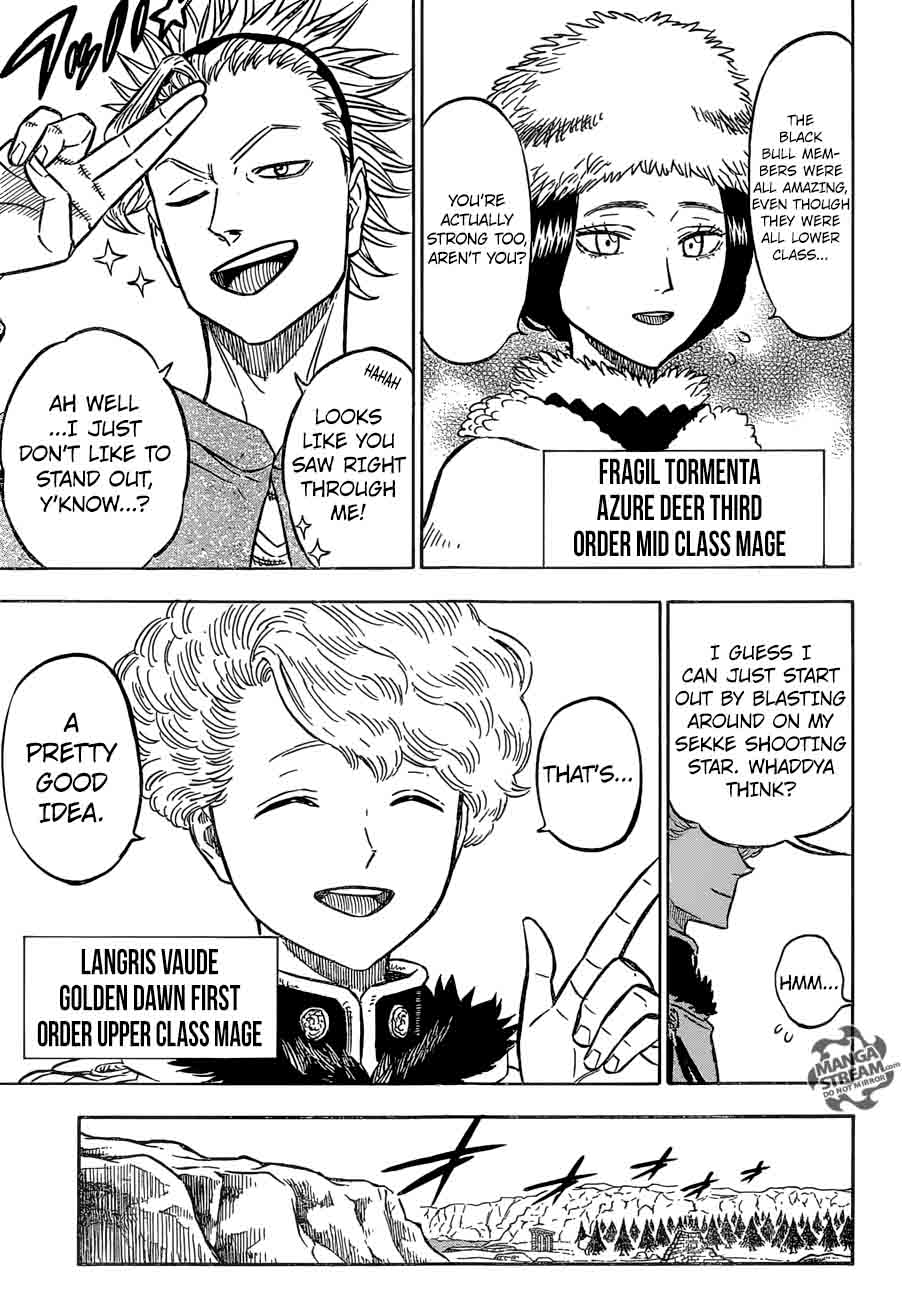 THE
BLACK
BULL MEM-
BERS WERE
ALL AMAZING,
EVEN THOUGH
THEY WERE
ALL LOWER
CLASS...
YOU'RE
ACTUALLY
STRONG TOO,
AREN'T YOU?
FRAGIL TORMENTA
AZURE DEER THIRD
ORDER MID CLASS MAGE
HAHAH
LOOKS
LIKE YOU
SAW RIGHT
THROUGH
ME!
AH WELL
...I JUST
DON'T LIKE TO
STAND OUT,
Y'KNOW...?
I GUESS I
CAN JUST START
OUT BY BLASTING
AROUND ON MY
SEKKE SHOOTING
STAR. WHADDYA
THINK?
HMM...
THAT'S...
A
PRETTY
GOOD
IDEA.
LANGRIS VAUDE
GOLDEN DAWN FIRST
ORDER UPPER CLASS MAGE
MANGA
STREAM.com
DO NOT MIRROR